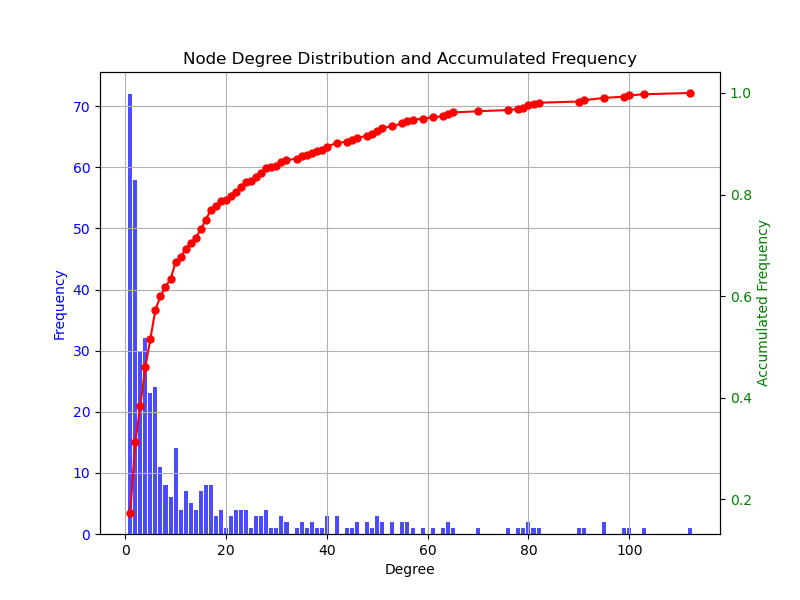 Node Degree Distribution and Accumulated Frequency
70
60
50
40
30
20
10
0
Frequency
1.0
0.8
0.6
0.4
0.2
Accumulated Frequency
0 20 40 60 80 100
Degree